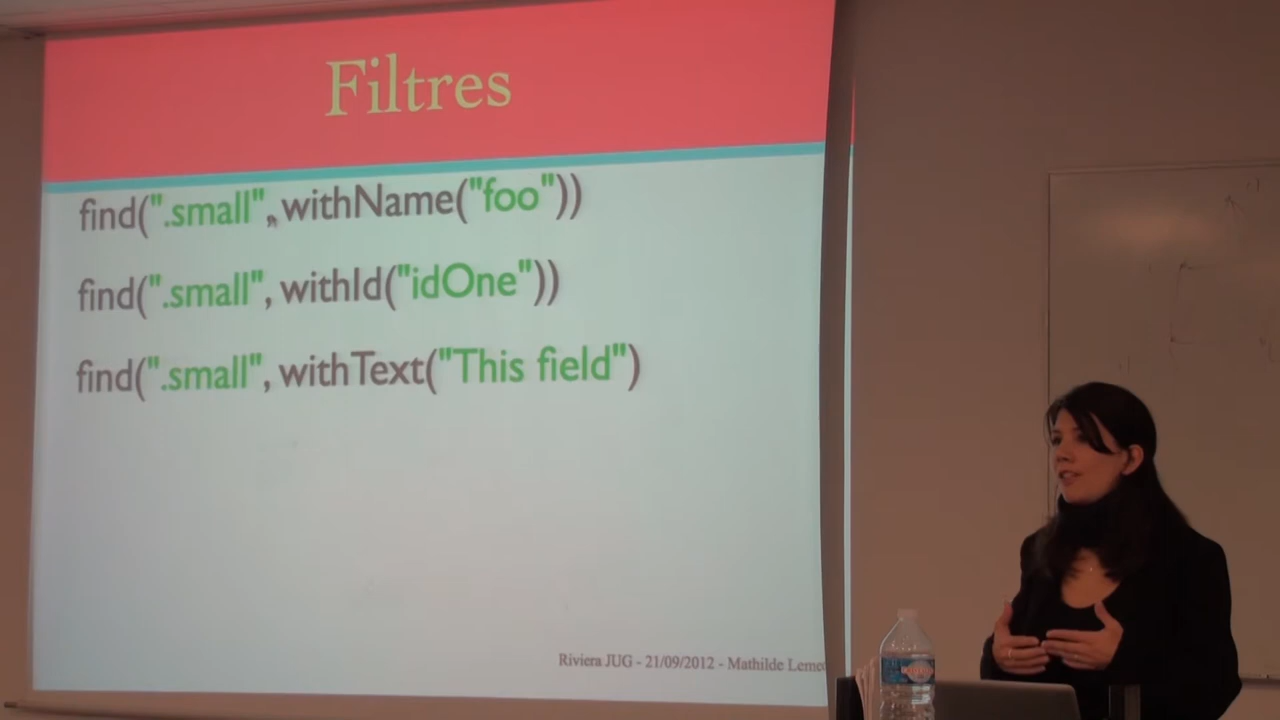 Filtres
find(".small", withName("foo"))
find(".small", withId("idOne"))
find(".small", withText("This field")
Riviera JUG - 21/09/2012 - Mathilde